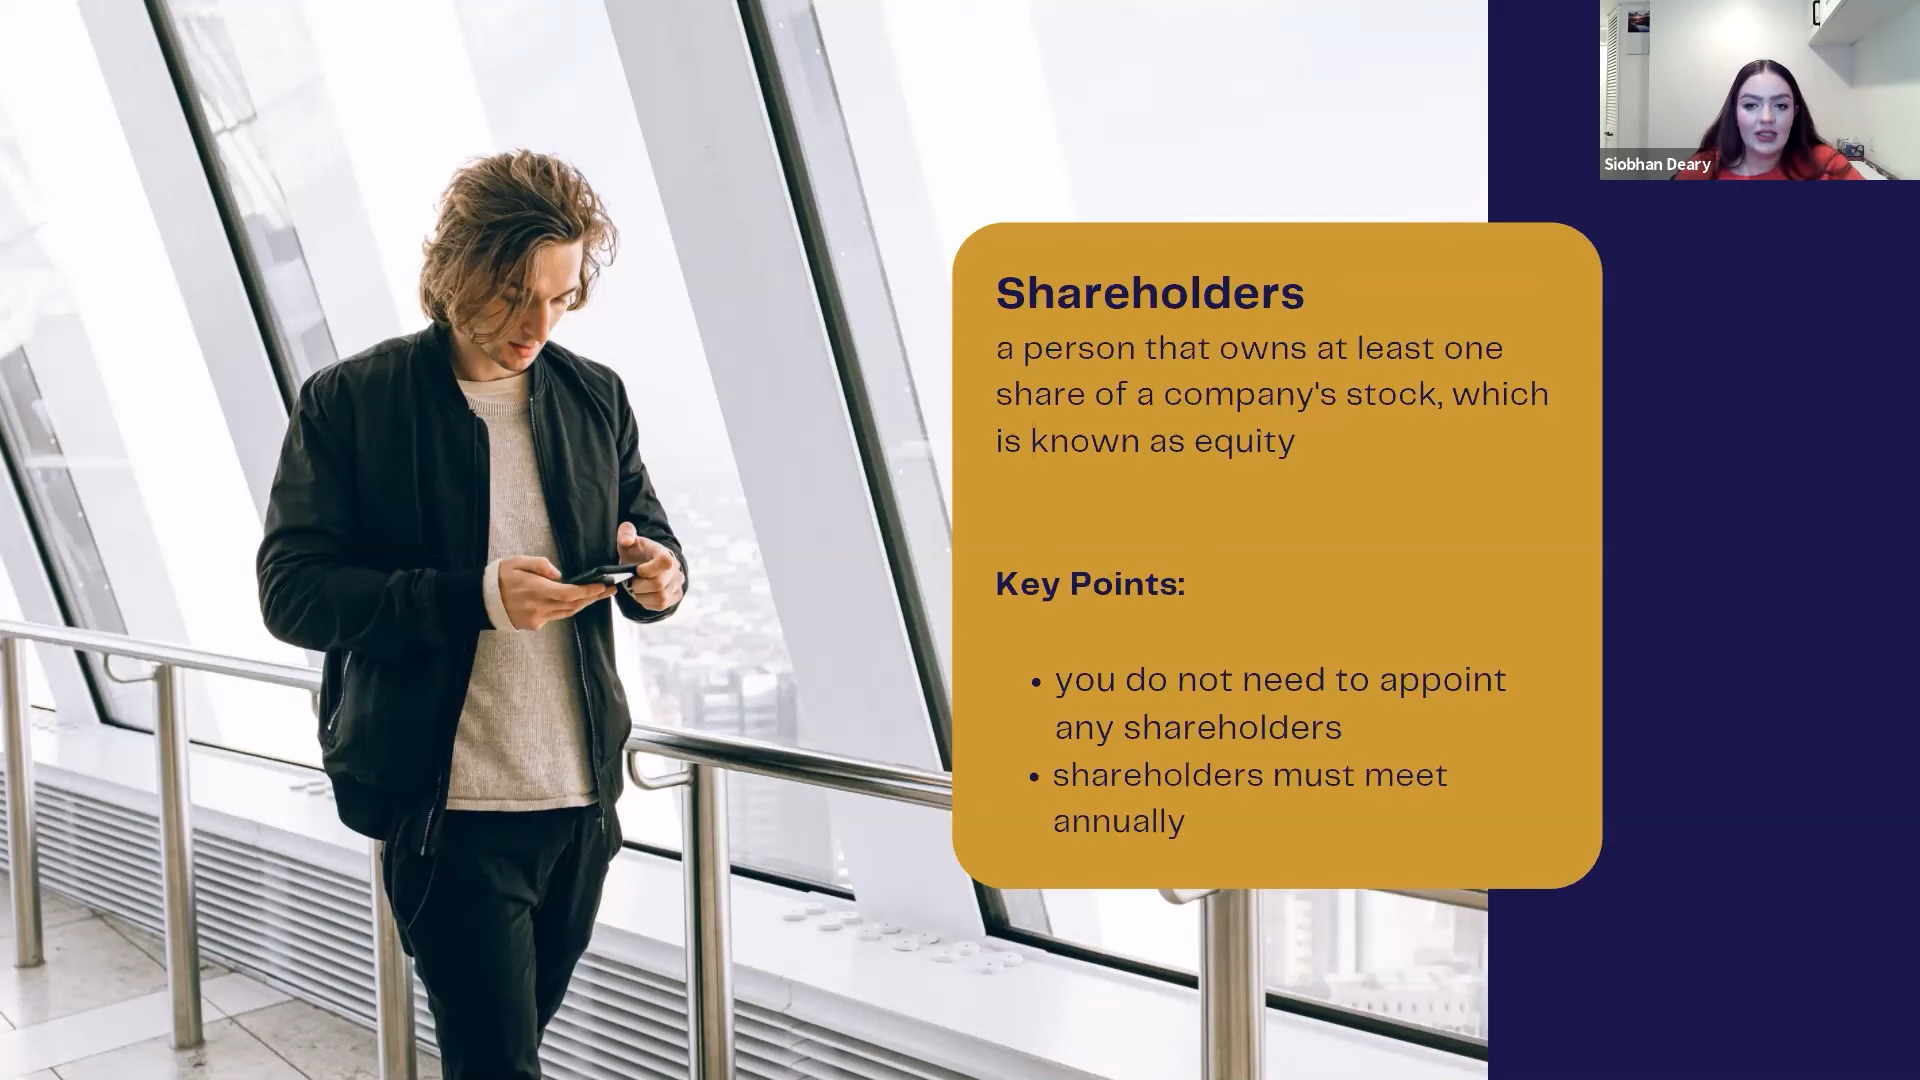 Siobhan Deary
Shareholders
a person that owns at least one
share of a company's stock, which
is known as equity
Key Points:
• you do not need to appoint
any shareholders
• shareholders must meet
annually